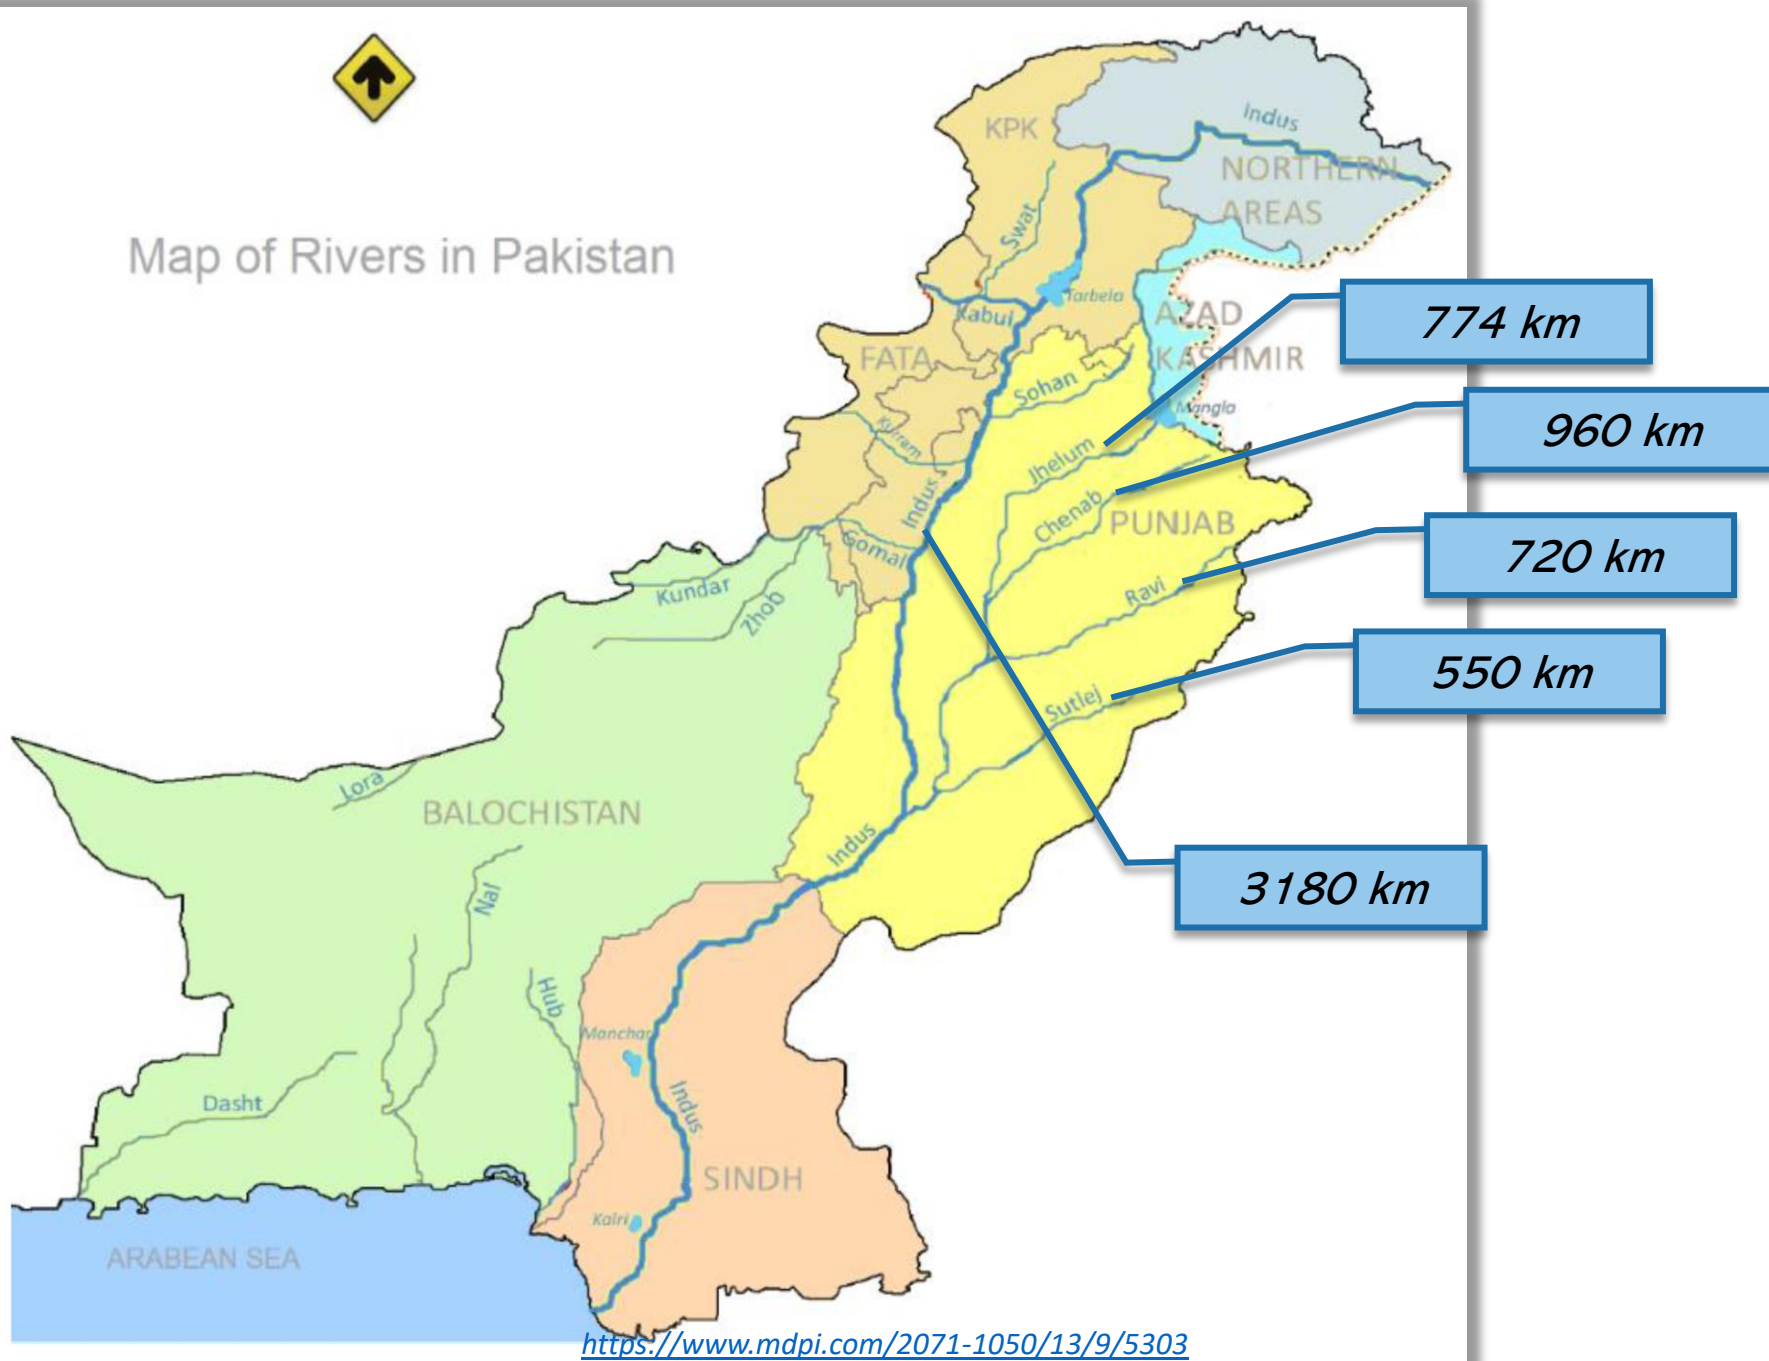 Map of Rivers in Pakistan
KPK
Indus
NORTHERN
AREAS
Swat
Tarbela
Kabul
AZAD
KASHMIR
774 km
FATA
Sohan
Mangla
960 km
Kurram
Jhelum
Indus
Chenab
PUNJAB
Gomal
720 km
Kundar
Zhob
Ravi
550 km
Sutlej
Lora
BALOCHISTAN
Indus
3180 km
Nal
Hub
Manchar
Indus
Dasht
SINDH
Kalri
ARABEAN SEA
https://www.mdpi.com/2071-1050/13/9/5303